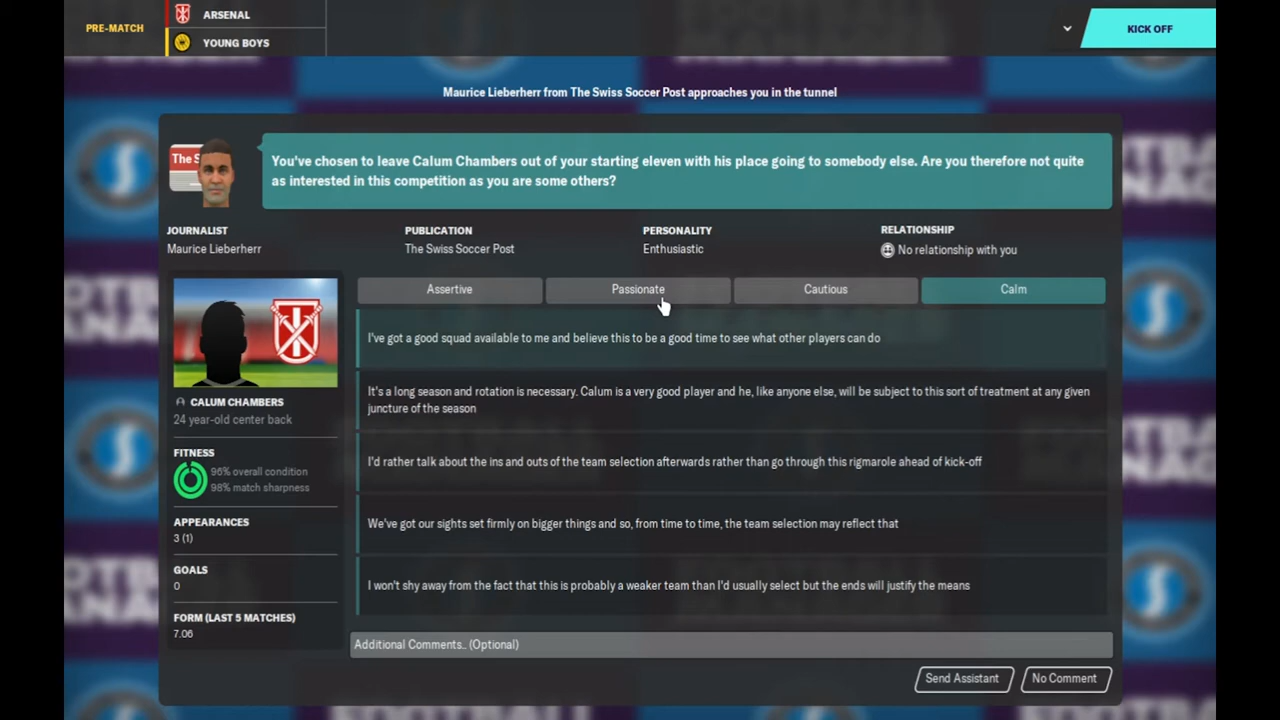 PRE-MATCH
ARSENAL
YOUNG BOYS
KICK OFF
Maurice Lieberherr from The Swiss Soccer Post approaches you in the tunnel
The S
You've chosen to leave Calum Chambers out of your starting eleven with his place going to somebody else. Are you therefore not quite
as interested in this competition as you are some others?
JOURNALIST
Maurice Lieberherr
PUBLICATION
The Swiss Soccer Post
PERSONALITY
Enthusiastic
RELATIONSHIP
No relationship with you
Assertive
Passionate
Cautious
Calm
I've got a good squad available to me and believe this to be a good time to see what other players can do
It's a long season and rotation is necessary. Calum is a very good player and he, like anyone else, will be subject to this sort of treatment at any given
juncture of the season
I'd rather talk about the ins and outs of the team selection afterwards rather than go through this rigmarole ahead of kick-off
We've got our sights set firmly on bigger things and so, from time to time, the team selection may reflect that
I won't shy away from the fact that this is probably a weaker team than I'd usually select but the ends will justify the means
CALUM CHAMBERS
24 year-old center back
FITNESS
96% overall condition
98% match sharpness
APPEARANCES
3 (1)
GOALS
0
FORM (LAST 5 MATCHES)
7.06
Additional Comments.. (Optional)
Send Assistant
No Comment